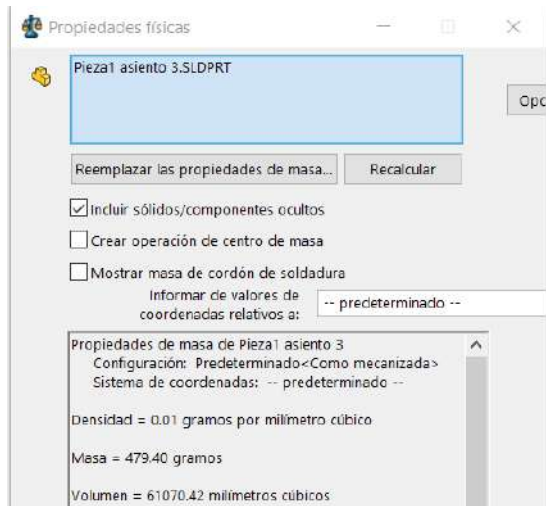 Propiedades físicas
Pieza1 asiento 3.SLDPRT
Opc
Reemplazar las propiedades de masa...
Recalcular
Incluir sólidos/componentes ocultos
Crear operación de centro de masa
Mostrar masa de cordón de soldadura
Informar de valores de
coordenadas relativos a:
-- predeterminado --
Propiedades de masa de Pieza1 asiento 3
Configuración: Predeterminado<Como mecanizada>
Sistema de coordenadas: -- predeterminado --
Densidad = 0.01 gramos por milímetro cúbico
Masa = 479.40 gramos
Volumen = 61070.42 milímetros cúbicos